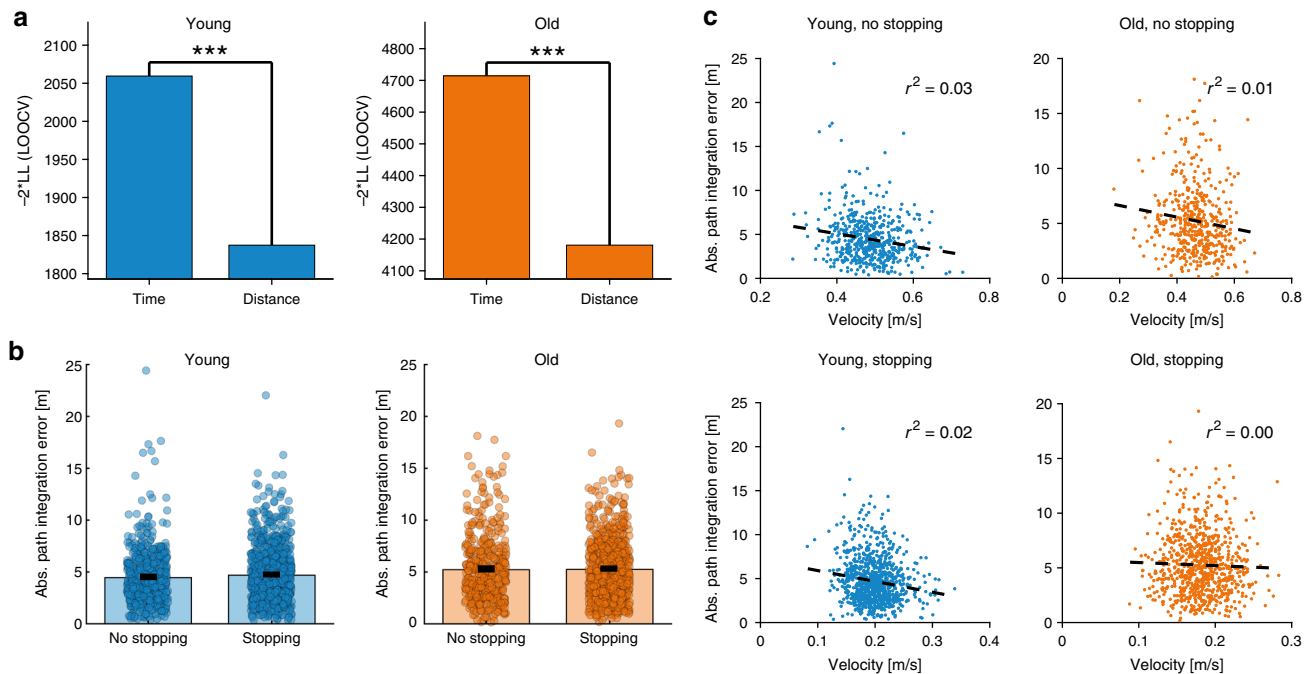 a
Young
−2*LL (LOOCV)
2100
2050
2000
1950
1900
1850
1800
***
Time
Distance
Old
−2*LL (LOOCV)
4800
4700
4600
4500
4400
4300
4200
4100
***
Time
Distance
b
Young
Abs. path integration error [m]
25
20
15
10
5
0
No stopping
Stopping
Old
Abs. path integration error [m]
25
20
15
10
5
0
No stopping
Stopping
c
Young, no stopping
Abs. path integration error [m]
25
20
15
10
5
0
r² = 0.03
0.2
0.4
0.6
0.8
Velocity [m/s]
Old, no stopping
20
15
10
5
0
r² = 0.01
0
0.2
0.4
0.6
0.8
Velocity [m/s]
Young, stopping
Abs. path integration error [m]
25
20
15
10
5
0
r² = 0.02
0
0.1
0.2
0.3
0.4
Velocity [m/s]
Old, stopping
20
15
10
5
0
r² = 0.00
0
0.1
0.2
0.3
Velocity [m/s]